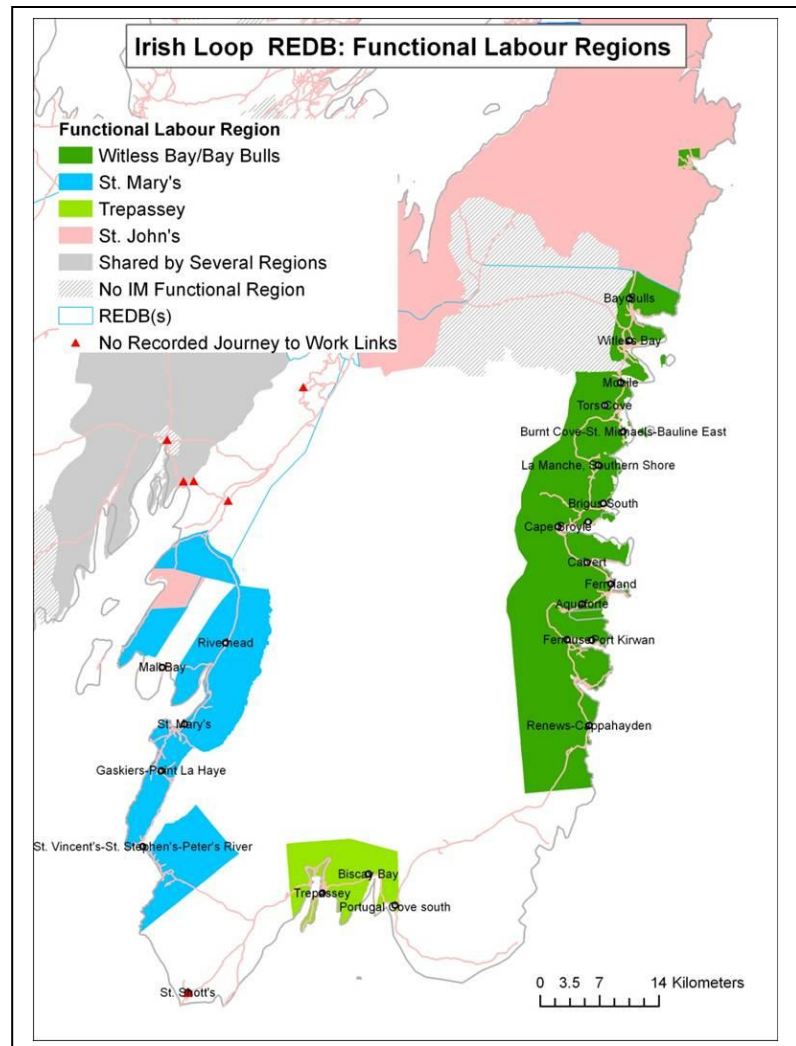 Irish Loop REDB: Functional Labour Regions
Functional Labour Region
Witless Bay/Bay Bulls
St. Mary's
Trepassey
St. John's
Shared by Several Regions
No IM Functional Region
REDB(s)
No Recorded Journey to Work Links
Bay Bulls
Witless Bay
Mobile
Tors Cove
Burnt Cove-St. Michaels-Bauline East
La Manche, Southern Shore
Brigus South
Cape Broyle
Calvert
Ferryland
Aquaforte
Fermeuse
Port Kirwan
Renews-Cappahayden
Riverhead
Mall Bay
St. Mary's
Gaskiers-Point La Haye
St. Vincent's-St. Stephen's-Peter's River
Biscay Bay
Trepassey
Portugal Cove south
St. Shott's
0 3.5 7 14 Kilometers